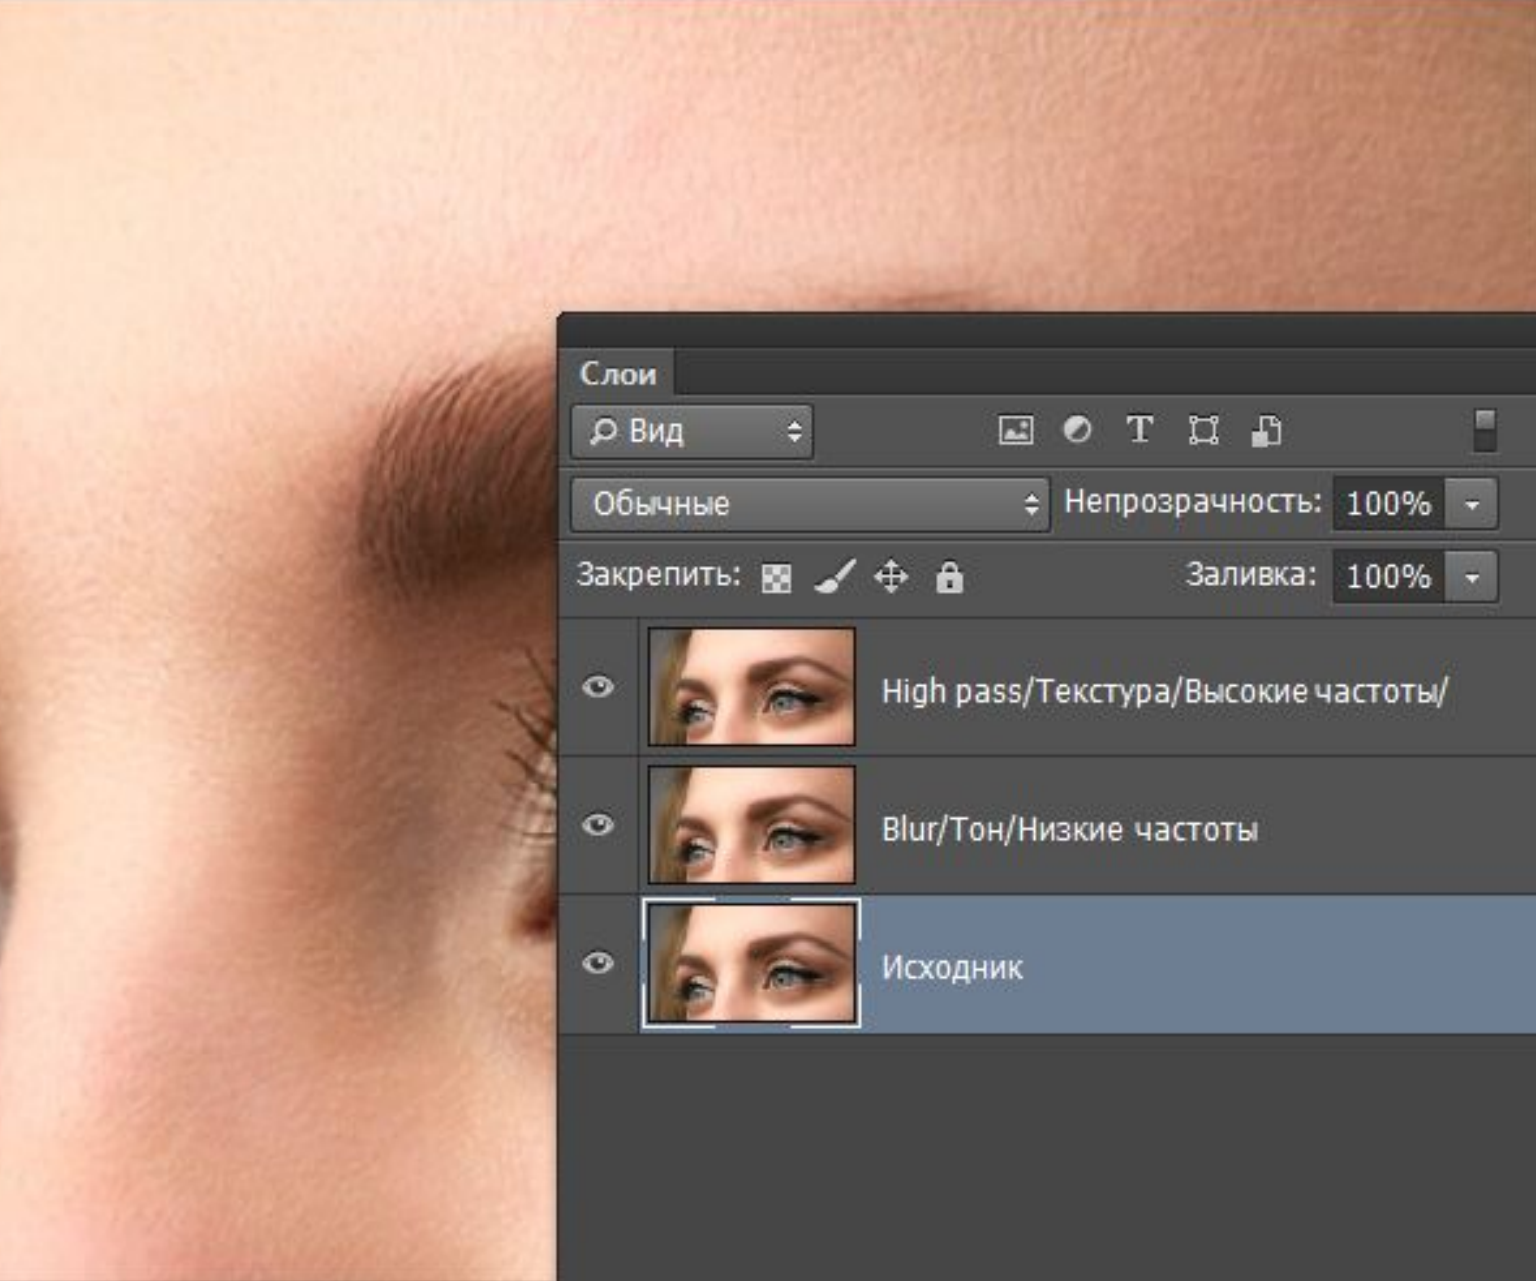 Слои
Вид
Обычные Непрозрачность: 100%
Закрепить: Заливка: 100%
High pass/Текстура/Высокие частоты/
Blur/Тон/Низкие частоты
Исходник